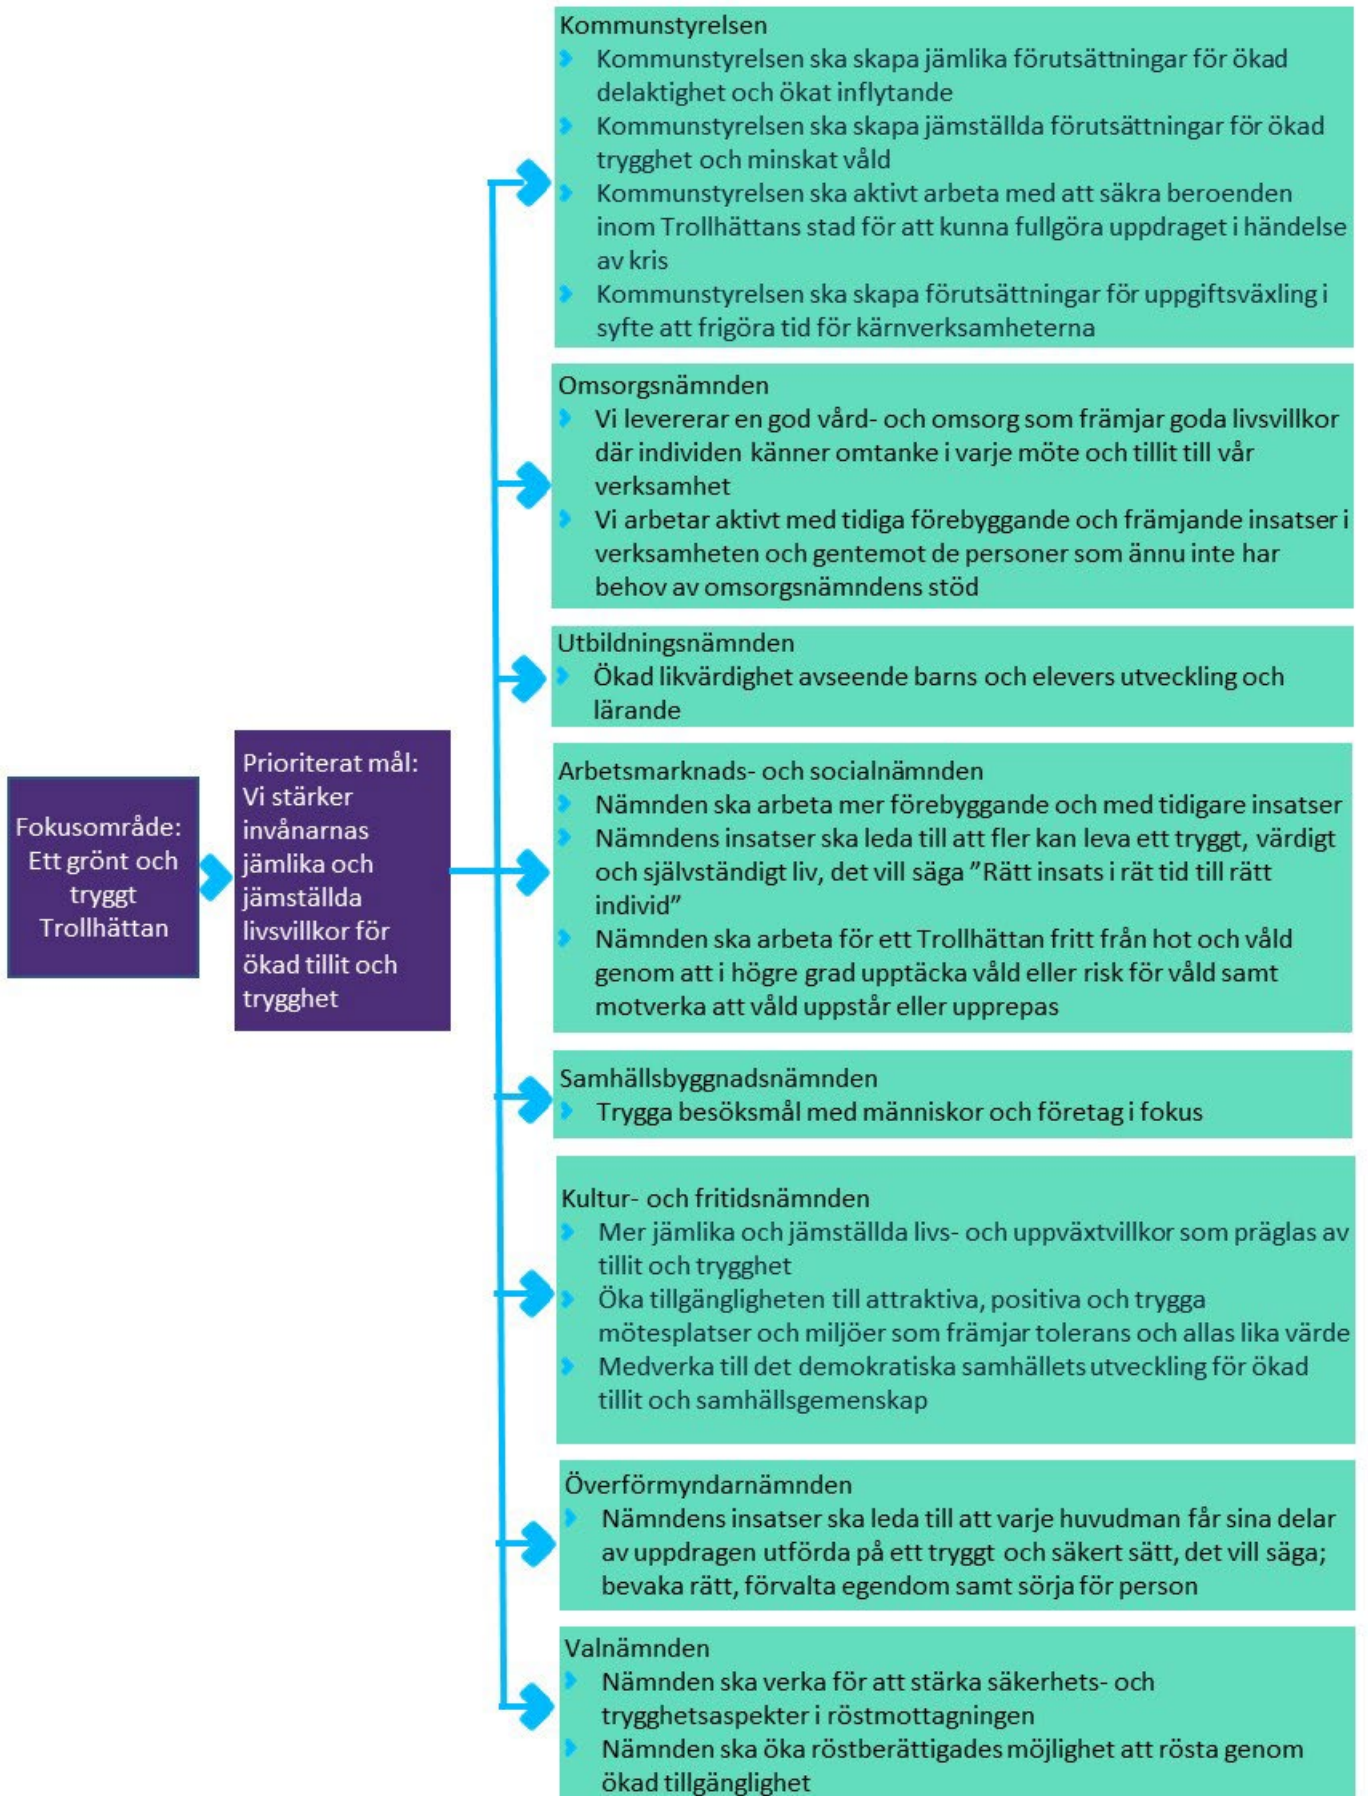 Fokusområde:
Ett grönt och
tryggt
Trollhättan
Prioriterat mål:
Vi stärker
invånarnas
jämlika och
jämställda
livsvillkor för
ökad tillit och
trygghet
Kommunstyrelsen
Kommunstyrelsen ska skapa jämlika förutsättningar för ökad
delaktighet och ökat inflytande
Kommunstyrelsen ska skapa jämställda förutsättningar för ökad
trygghet och minskat våld
Kommunstyrelsen ska aktivt arbeta med att säkra beroenden
inom Trollhättans stad för att kunna fullgöra uppdraget i händelse
av kris
Kommunstyrelsen ska skapa förutsättningar för uppgiftsväxling i
syfte att frigöra tid för kärnverksamheterna
Omsorgsnämnden
Vi levererar en god vård- och omsorg som främjar goda livsvillkor
där individen känner omtanke i varje möte och tillit till vår
verksamhet
Vi arbetar aktivt med tidiga förebyggande och främjande insatser i
verksamheten och gentemot de personer som ännu inte har
behov av omsorgsnämndens stöd
Utbildningsnämnden
Ökad likvärdighet avseende barns och elevers utveckling och
lärande
Arbetsmarknads- och socialnämnden
Nämnden ska arbeta mer förebyggande och med tidigare insatser
Nämndens insatser ska leda till att fler kan leva ett tryggt, värdigt
och självständigt liv, det vill säga ”Rätt insats i rät tid till rätt
individ”
Nämnden ska arbeta för ett Trollhättan fritt från hot och våld
genom att i högre grad upptäcka våld eller risk för våld samt
motverka att våld uppstår eller upprepas
Samhällsbyggnadsnämnden
Trygga besöksmål med människor och företag i fokus
Kultur- och fritidsnämnden
Mer jämlika och jämställda livs- och uppväxtvillkor som präglas av
tillit och trygghet
Öka tillgängligheten till attraktiva, positiva och trygga
mötesplatser och miljöer som främjar tolerans och allas lika värde
Medverka till det demokratiska samhällets utveckling för ökad
tillit och samhällsgemenskap
Överförmyndarnämnden
Nämndens insatser ska leda till att varje huvudman får sina delar
av uppdragen utförda på ett tryggt och säkert sätt, det vill säga;
bevaka rätt, förvalta egendom samt sörja för person
Valnämnden
Nämnden ska verka för att stärka säkerhets- och
trygghetsaspekter i röstmottagningen
Nämnden ska öka röstberättigades möjlighet att rösta genom
ökad tillgänglighet